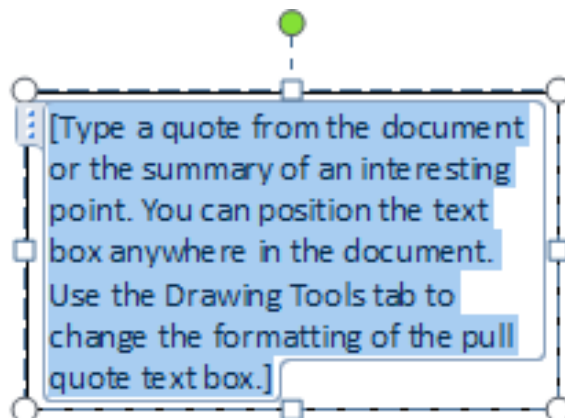 [Type a quote from the document
or the summary of an interesting
point. You can position the text
box anywhere in the document.
Use the Drawing Tools tab to
change the formatting of the pull
quote text box.]